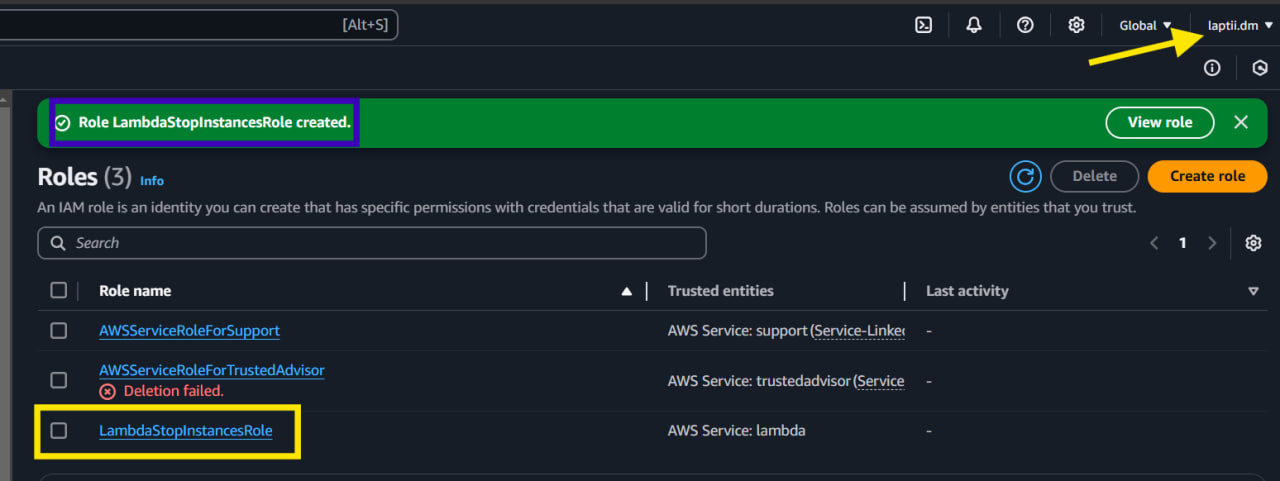 [Alt+S]
Global
laptii.dm
Role LambdaStopInstancesRole created.
View role
Roles (3) Info
Delete
Create role
An IAM role is an identity you can create that has specific permissions with credentials that are valid for short durations. Roles can be assumed by entities that you trust.
Search
1
Role name
Trusted entities
Last activity
AWSServiceRoleForSupport
AWS Service: support (Service-Linked
-
AWSServiceRoleForTrustedAdvisor
Deletion failed.
AWS Service: trustedadvisor (Service
-
LambdaStopInstancesRole
AWS Service: lambda
-